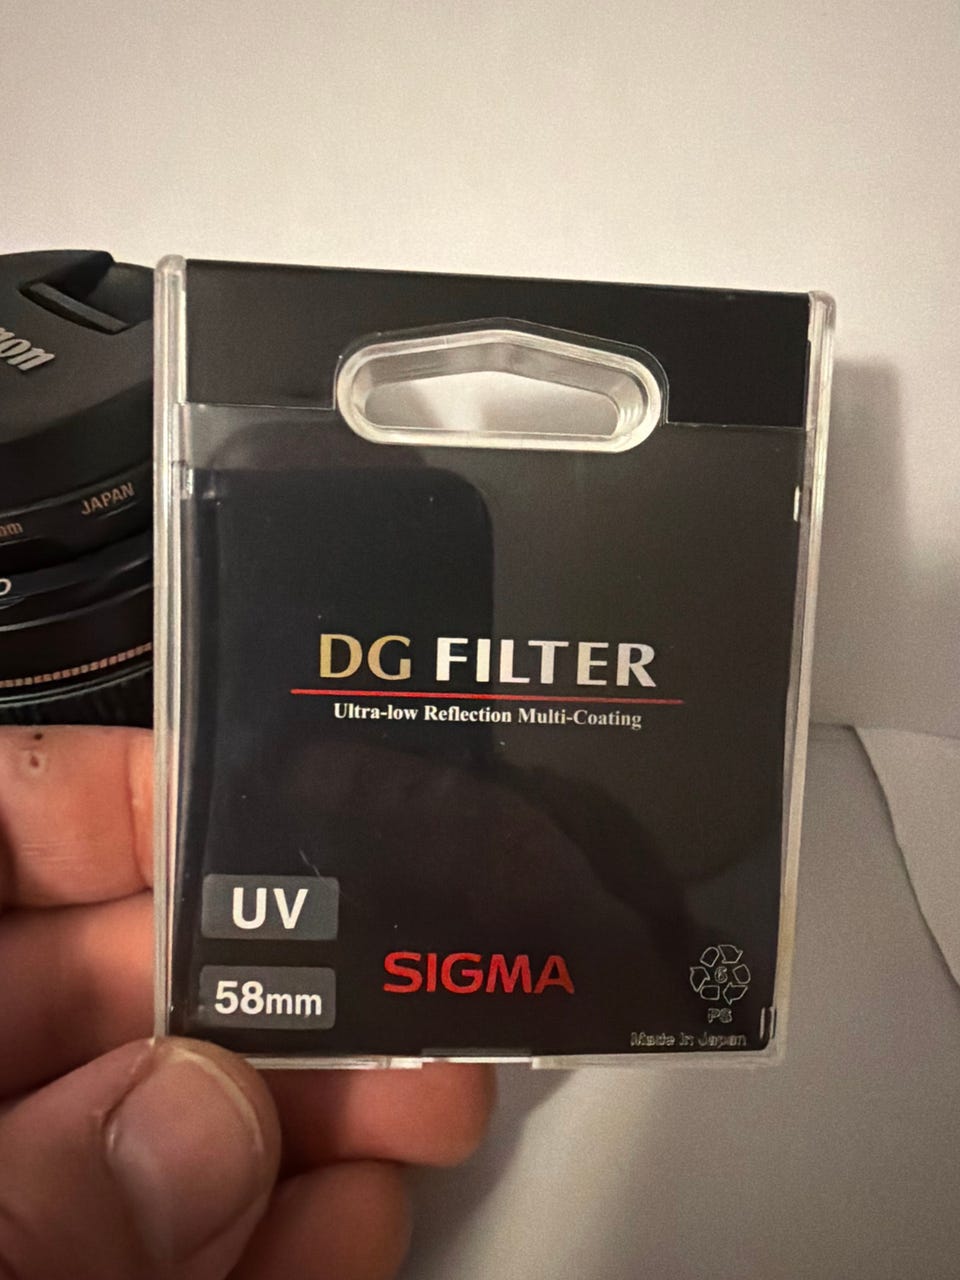 JAPAN
DG FILTER
Ultra-low Reflection Multi-Coating
UV
58mm
SIGMA
6
PS
Made in Japan